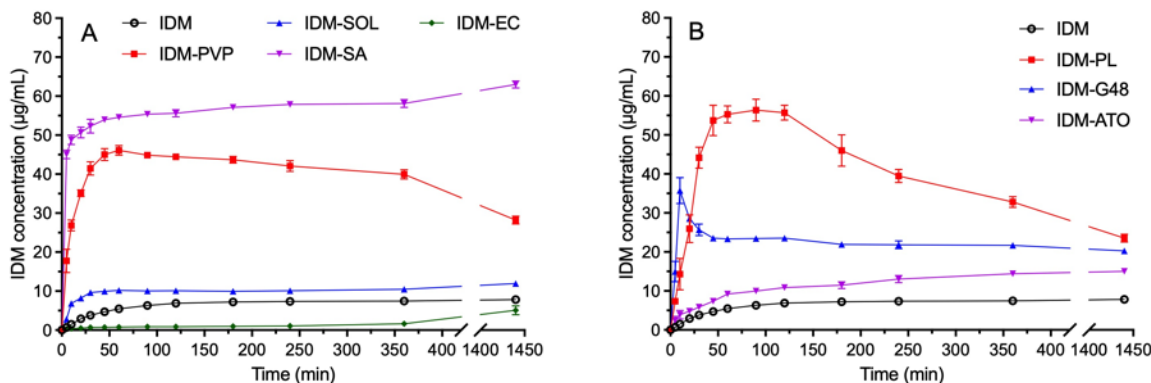 A
IDM
IDM-SOL
IDM-EC
IDM-PVP
IDM-SA
IDM concentration (µg/mL)
80
70
60
50
40
30
20
10
0
0 50 100 150 200 250 300 350 400 1400 1450
Time (min)
B
IDM
IDM-PL
IDM-G48
IDM-ATO
IDM concentration (µg/mL)
80
70
60
50
40
30
20
10
0
0 50 100 150 200 250 300 350 400 1400 1450
Time (min)